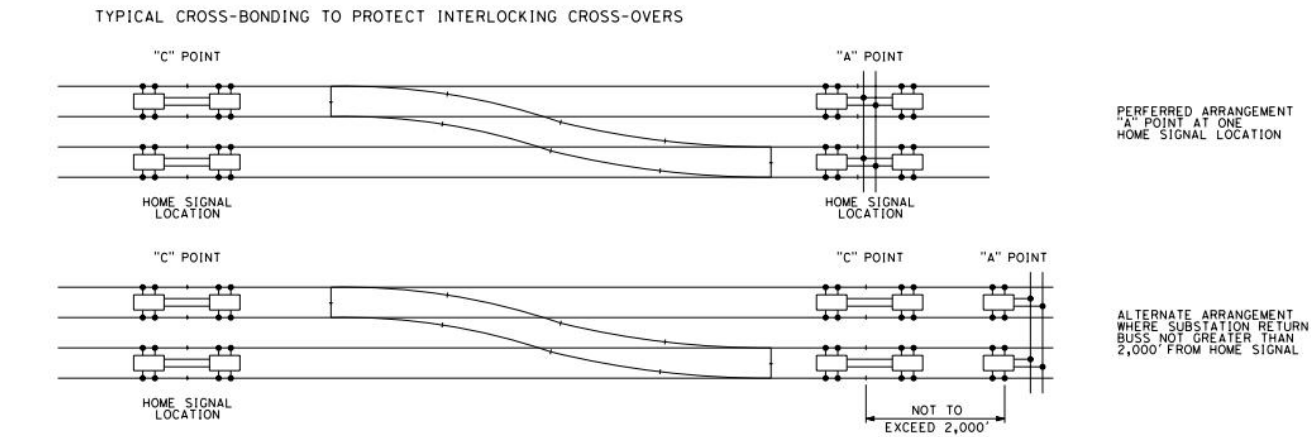 TYPICAL CROSS-BONDING TO PROTECT INTERLOCKING CROSS-OVERS
"C" POINT
"A" POINT
PERFERRED ARRANGEMENT
"A" POINT AT ONE
HOME SIGNAL LOCATION
HOME SIGNAL
LOCATION
HOME SIGNAL
LOCATION
"C" POINT
"C" POINT
"A" POINT
ALTERNATE ARRANGEMENT
WHERE SUBSTATION RETURN
BUSS NOT GREATER THAN
2,000' FROM HOME SIGNAL
HOME SIGNAL
LOCATION
NOT TO
EXCEED 2,000'